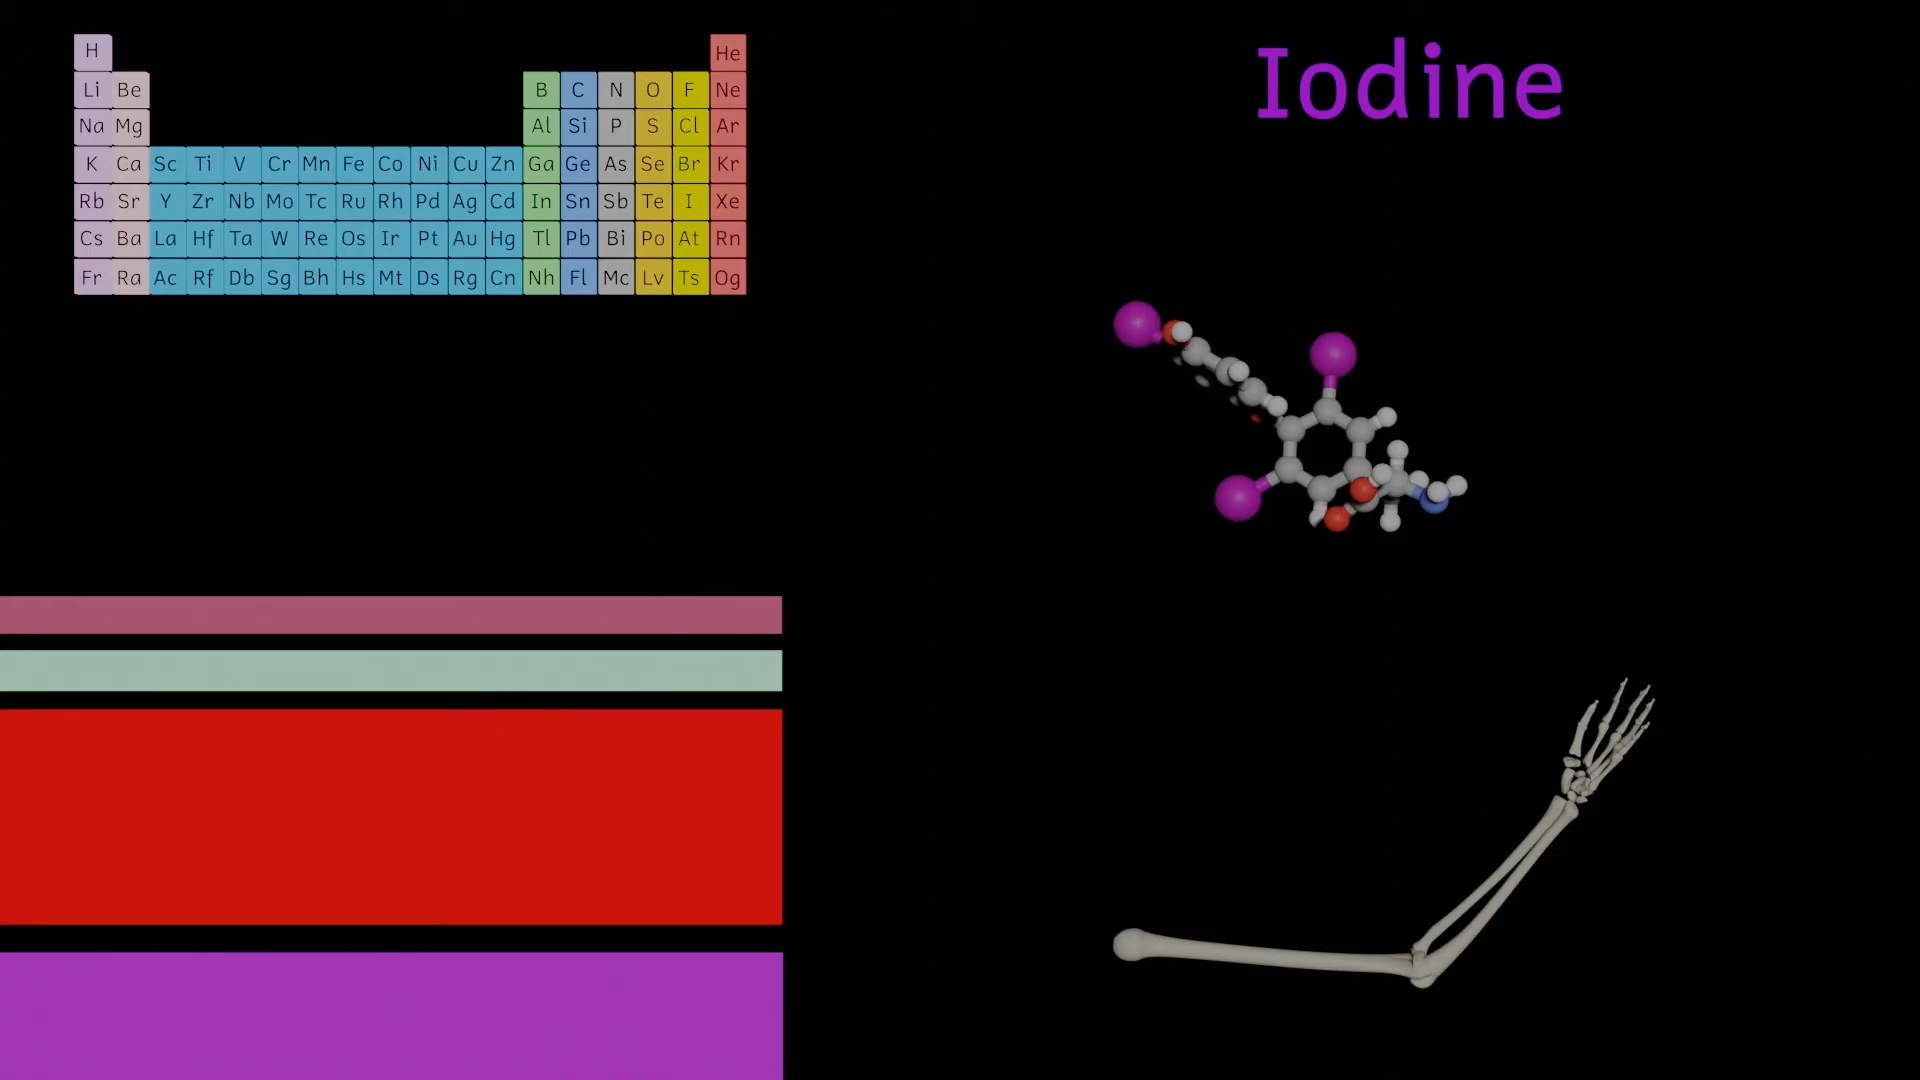 Iodine
H He
Li Be B C N O F Ne
Na Mg Al Si P S Cl Ar
K Ca Sc Ti V Cr Mn Fe Co Ni Cu Zn Ga Ge As Se Br Kr
Rb Sr Y Zr Nb Mo Tc Ru Rh Pd Ag Cd In Sn Sb Te I Xe
Cs Ba La Hf Ta W Re Os Ir Pt Au Hg Tl Pb Bi Po At Rn
Fr Ra Ac Rf Db Sg Bh Hs Mt Ds Rg Cn Nh Fl Mc Lv Ts Og